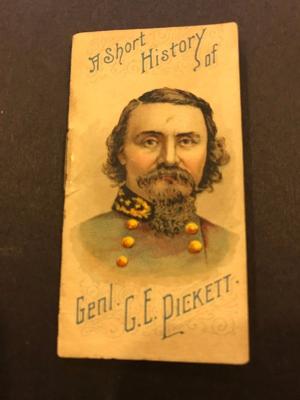 A Short
History
of
Genl. G. E. PICKETT.